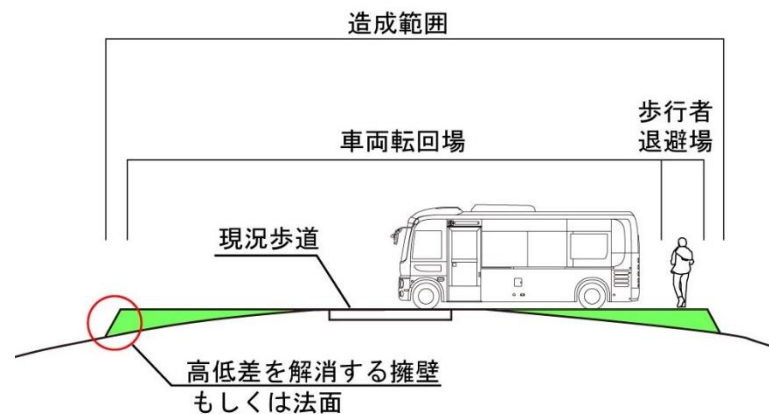 造成範囲
歩行者
退避場
車両転回場
現況歩道
高低差を解消する擁壁
もしくは法面